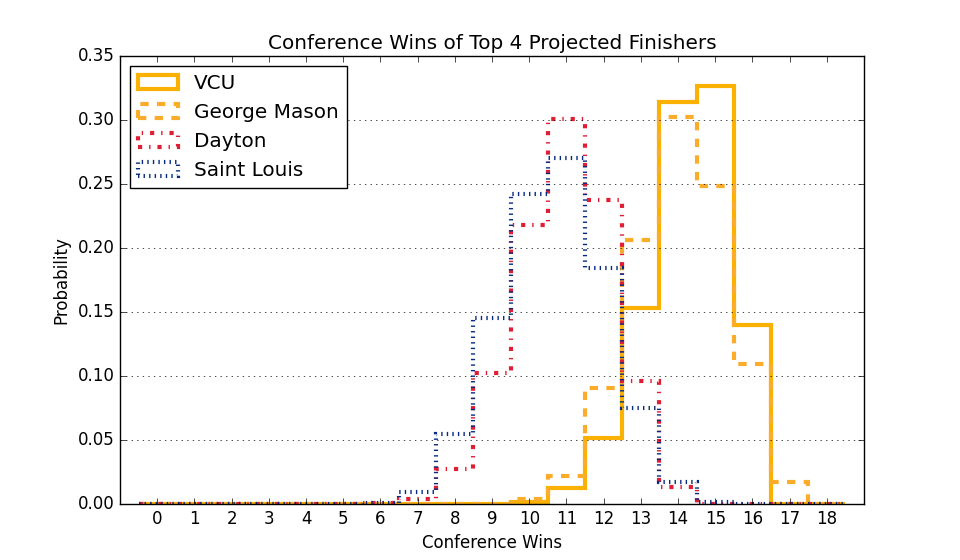 Conference Wins of Top 4 Projected Finishers
0.35
0.30
0.25
0.20
0.15
0.10
0.05
0.00
Probability
VCU
George Mason
Dayton
Saint Louis
0 1 2 3 4 5 6 7 8 9 10 11 12 13 14 15 16 17 18
Conference Wins